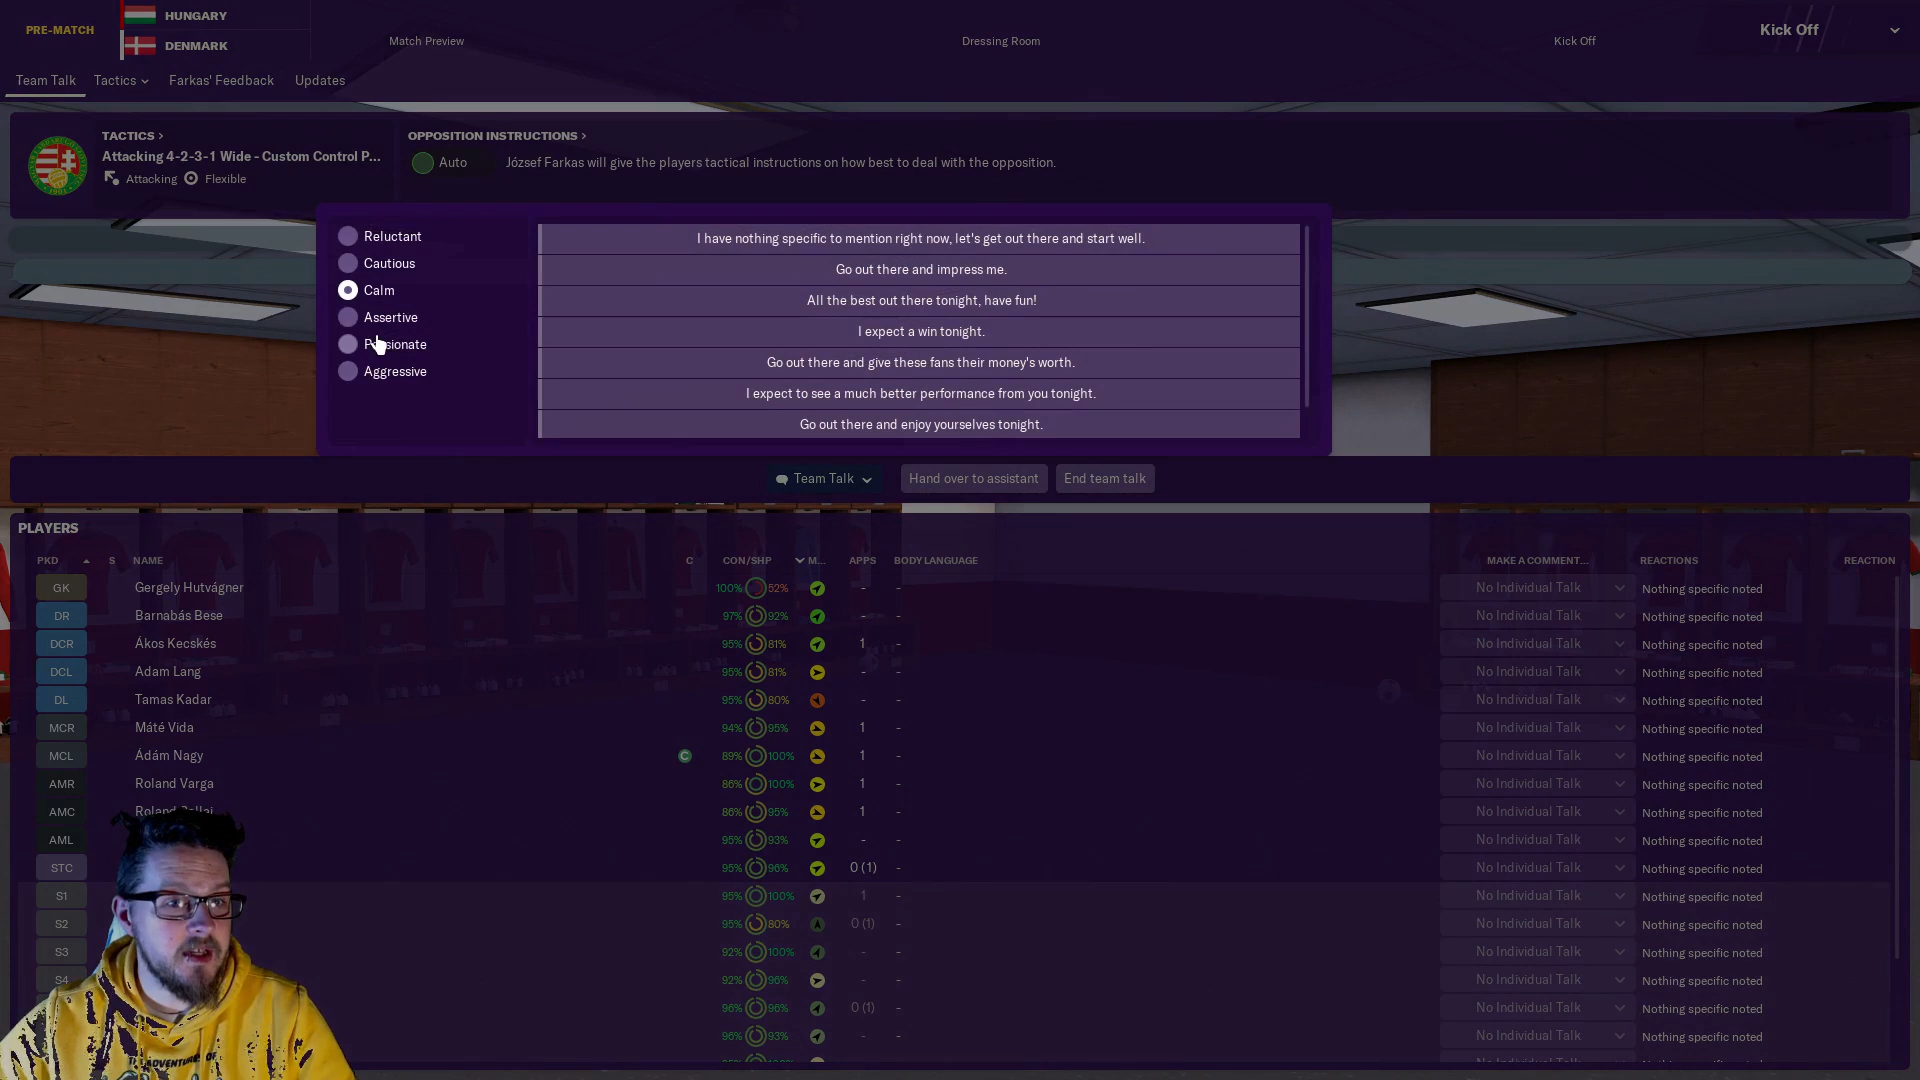 PRE-MATCH
HUNGARY
DENMARK
Match Preview
Dressing Room
Kick Off
Kick Off
Team Talk
Tactics
Farkas' Feedback
Updates
TACTICS >
Attacking 4-2-3-1 Wide - Custom Control P...
Attacking
Flexible
OPPOSITION INSTRUCTIONS >
Auto
József Farkas will give the players tactical instructions on how best to deal with the opposition.
Reluctant
Cautious
Calm
Assertive
Aggressive
I have nothing specific to mention right now, let's get out there and start well.
Go out there and impress me.
All the best out there tonight, have fun!
I expect a win tonight.
Go out there and give these fans their money's worth.
I expect to see a much better performance from you tonight.
Go out there and enjoy yourselves tonight.
Team Talk
Hand over to assistant
End team talk
PLAYERS
PKD S NAME C CON/SHP M... APPS BODY LANGUAGE MAKE A COMMENT... REACTIONS REACTION
GK Gergely Hutvágner 100% 52% - - No Individual Talk Nothing specific noted
DR Barnabás Bese 97% 92% - - No Individual Talk Nothing specific noted
DCR Ákos Kecskés 95% 81% 1 - No Individual Talk Nothing specific noted
DCL Adam Lang 95% 81% - - No Individual Talk Nothing specific noted
DL Tamas Kadar 95% 80% - - No Individual Talk Nothing specific noted
MCR Máté Vida 94% 95% 1 - No Individual Talk Nothing specific noted
MCL Ádám Nagy C 89% 100% 1 - No Individual Talk Nothing specific noted
AMR Roland Varga 86% 100% 1 - No Individual Talk Nothing specific noted
AMC Roland 86% 95% 1 - No Individual Talk Nothing specific noted
AML 95% 93% - - No Individual Talk Nothing specific noted
STC 95% 96% 0 (1) - No Individual Talk Nothing specific noted
S1 95% 100% 1 - No Individual Talk Nothing specific noted
S2 95% 80% 0 (1) - No Individual Talk Nothing specific noted
S3 92% 100% - - No Individual Talk Nothing specific noted
S4 92% 96% - - No Individual Talk Nothing specific noted
96% 96% 0 (1) - No Individual Talk Nothing specific noted
96% 93% - - No Individual Talk Nothing specific noted
No Individual Talk Nothing specific noted
ADVENTURES OF